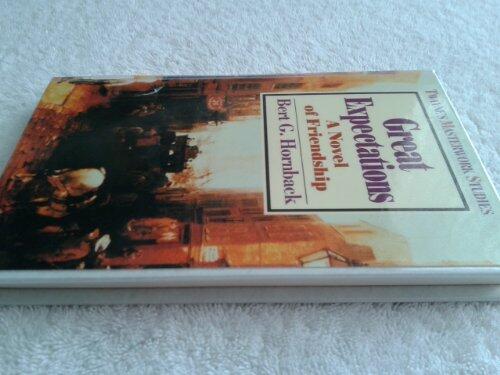 TWAYNE'S MASTERWORK STUDIES
Great
Expectations
A Novel
of Friendship
Bert G. Hornback